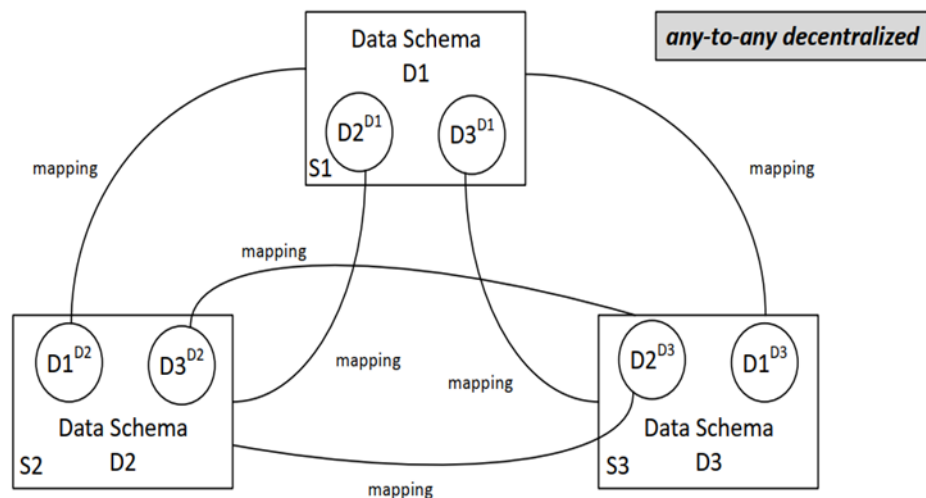 any-to-any decentralized
Data Schema
D1
D2^D1
D3^D1
S1
mapping
mapping
mapping
D1^D2
D3^D2
mapping
mapping
D2^D3
D1^D3
Data Schema
D2
S2
Data Schema
D3
S3
mapping